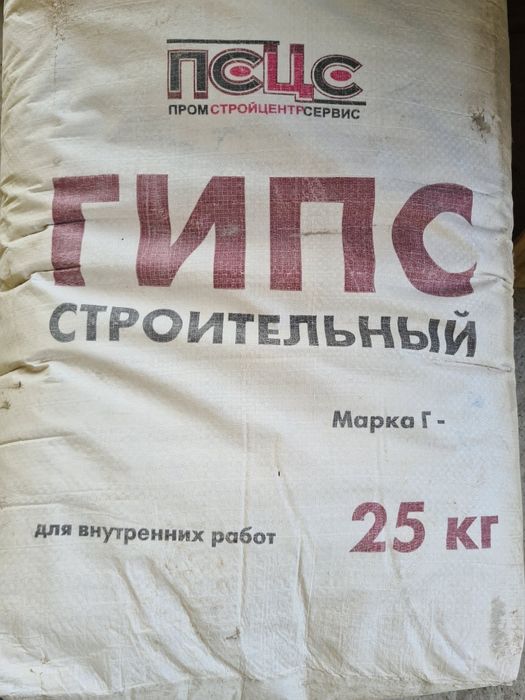 ПСЦС
ПРОМСТРОЙЦЕНТРСЕРВИС
ГИПС
СТРОИТЕЛЬНЫЙ
Марка Г -
для внутренних работ
25 кг